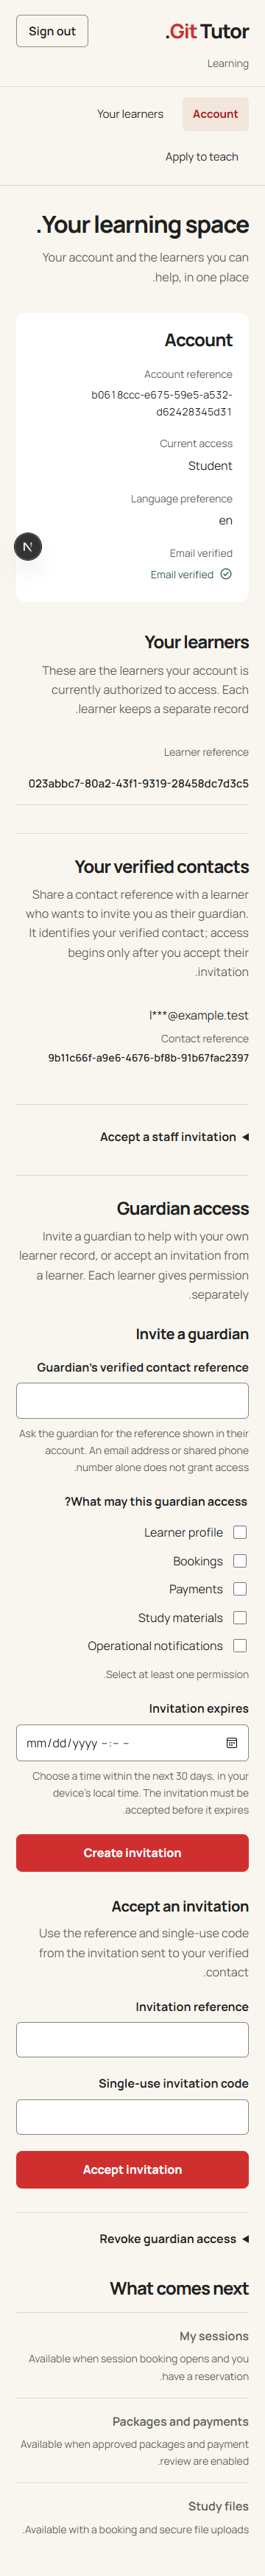 .Git Tutor
Sign out
Learning
Account
Your learners
Apply to teach
.Your learning space
Your account and the learners you can
.help, in one place
Account
Account reference
b0618ccc-e675-59e5-a532-
d62428345d31
Current access
Student
Language preference
en
Email verified
Email verified
N
Your learners
These are the learners your account is
currently authorized to access. Each
.learner keeps a separate record
Learner reference
023abbc7-80a2-43f1-9319-28458dc7d3c5
Your verified contacts
Share a contact reference with a learner
who wants to invite you as their guardian.
It identifies your verified contact; access
begins only after you accept their
.invitation
l***@example.test
Contact reference
9b11c66f-a9e6-4676-bf8b-91b67fac2397
Accept a staff invitation
Guardian access
Invite a guardian to help with your own
learner record, or accept an invitation from
a learner. Each learner gives permission
.separately
Invite a guardian
Guardian's verified contact reference
Ask the guardian for the reference shown in their
account. An email address or shared phone
.number alone does not grant access
?What may this guardian access
Learner profile
Bookings
Payments
Study materials
Operational notifications
.Select at least one permission
Invitation expires
mm/dd/yyyy --:-- --
Choose a time within the next 30 days, in your
device's local time. The invitation must be
.accepted before it expires
Create invitation
Accept an invitation
Use the reference and single-use code
from the invitation sent to your verified
.contact
Invitation reference
Single-use invitation code
Accept invitation
Revoke guardian access
What comes next
My sessions
Available when session booking opens and you
.have a reservation
Packages and payments
Available when approved packages and payment
.review are enabled
Study files
.Available with a booking and secure file uploads